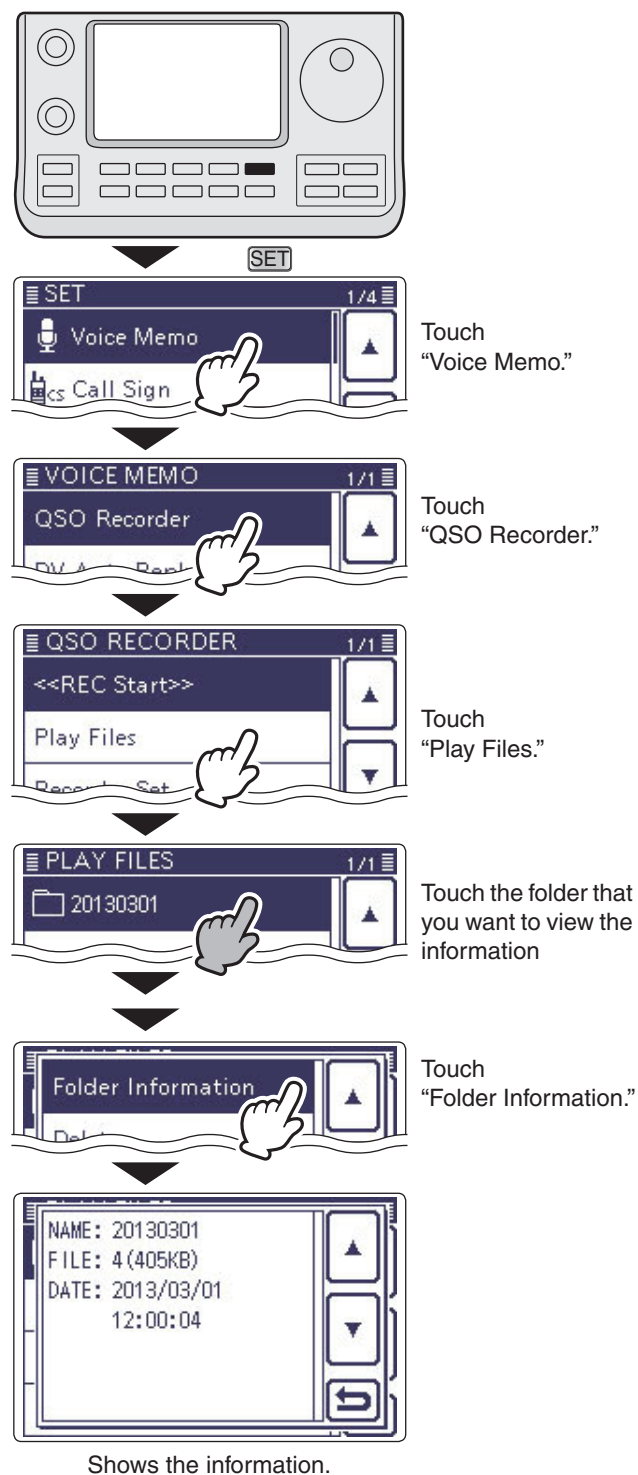 SET
SET
1/4
Voice Memo
CS Call Sign
Touch
“Voice Memo.”
VOICE MEMO
1/1
QSO Recorder
Touch
“QSO Recorder.”
QSO RECORDER
1/1
<<REC Start>>
Play Files
Recorder Set
Touch
“Play Files.”
PLAY FILES
1/1
20130301
Touch the folder that
you want to view the
information
Folder Information
Touch
“Folder Information.”
NAME: 20130301
FILE: 4(405KB)
DATE: 2013/03/01
12:00:04
Shows the information.